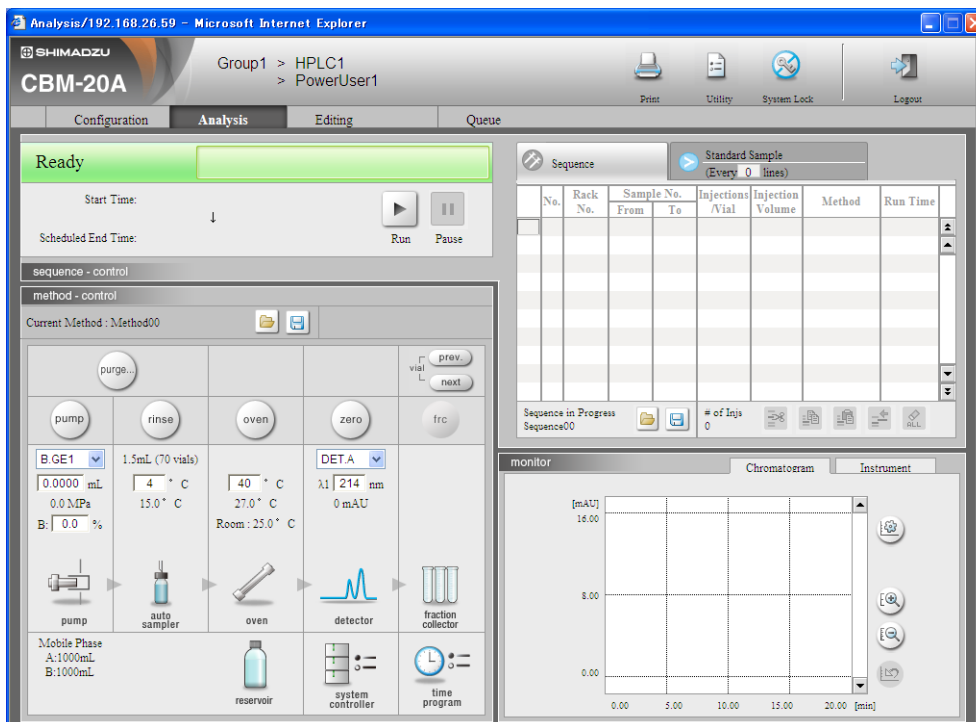 Analysis/192.168.26.59 - Microsoft Internet Explorer
SHIMADZU
CBM-20A
Group1 > HPLC1
> PowerUser1
Print
Utility
System Lock
Logout
Configuration
Analysis
Editing
Queue
Ready
Start Time:
↓
Scheduled End Time:
Run
Pause
sequence - control
method - control
Current Method : Method00
purge...
vial
prev.
next
pump
rinse
oven
zero
frc
B.GE1
1.5mL (70 vials)
DET.A
0.0000 mL
4 ° C
40 ° C
λ1 214 nm
0.0 MPa
15.0° C
27.0° C
0 mAU
B: 0.0 %
Room : 25.0° C
pump
auto
sampler
oven
detector
fraction
collector
Mobile Phase
A:1000mL
B:1000mL
reservoir
system
controller
time
program
Sequence
Standard Sample
(Every 0 lines)
No.
Rack
No.
Sample No.
From
To
Injections
/Vial
Injection
Volume
Method
Run Time
Sequence in Progress
Sequence00
# of Injs
0
ALL
monitor
Chromatogram
Instrument
[mAU]
16.00
8.00
0.00
0.00 5.00 10.00 15.00 20.00 [min]